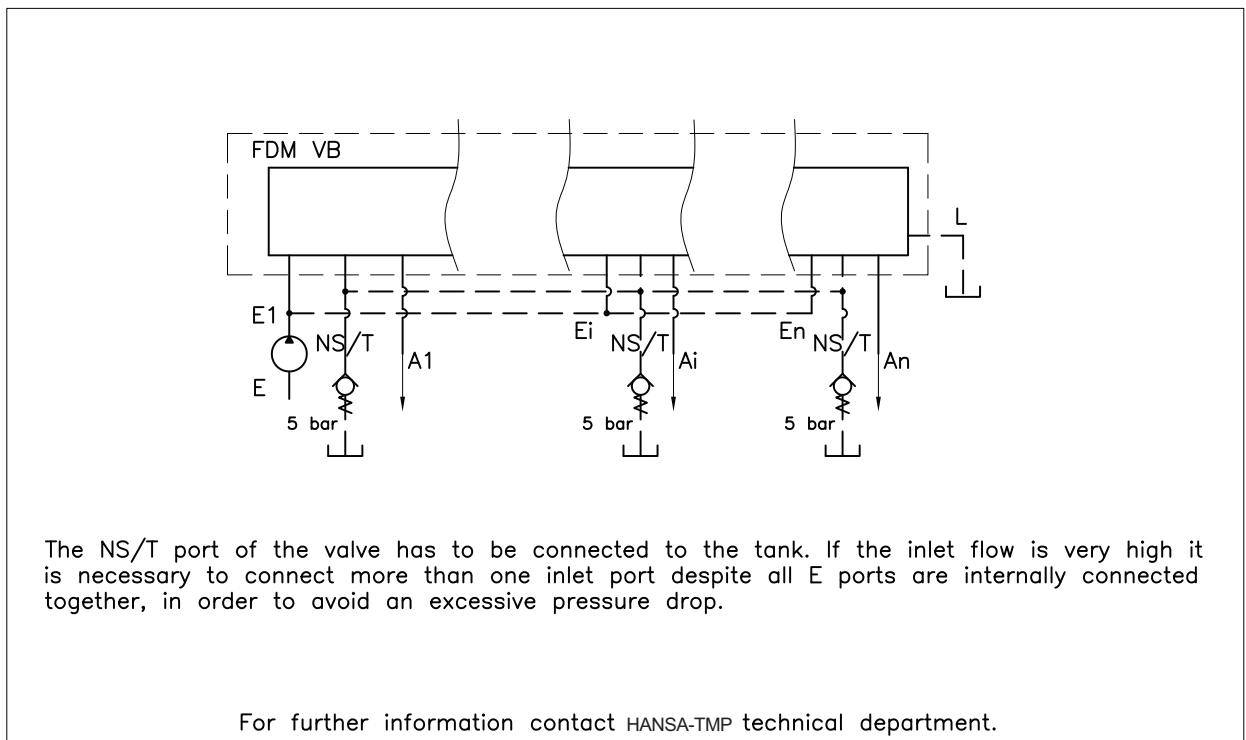 FDM VB
L
E1
Ei
En
NS/T
NS/T
NS/T
A1
Ai
An
E
5 bar
5 bar
5 bar
The NS/T port of the valve has to be connected to the tank. If the inlet flow is very high it
is necessary to connect more than one inlet port despite all E ports are internally connected
together, in order to avoid an excessive pressure drop.
For further information contact HANSA-TMP technical department.